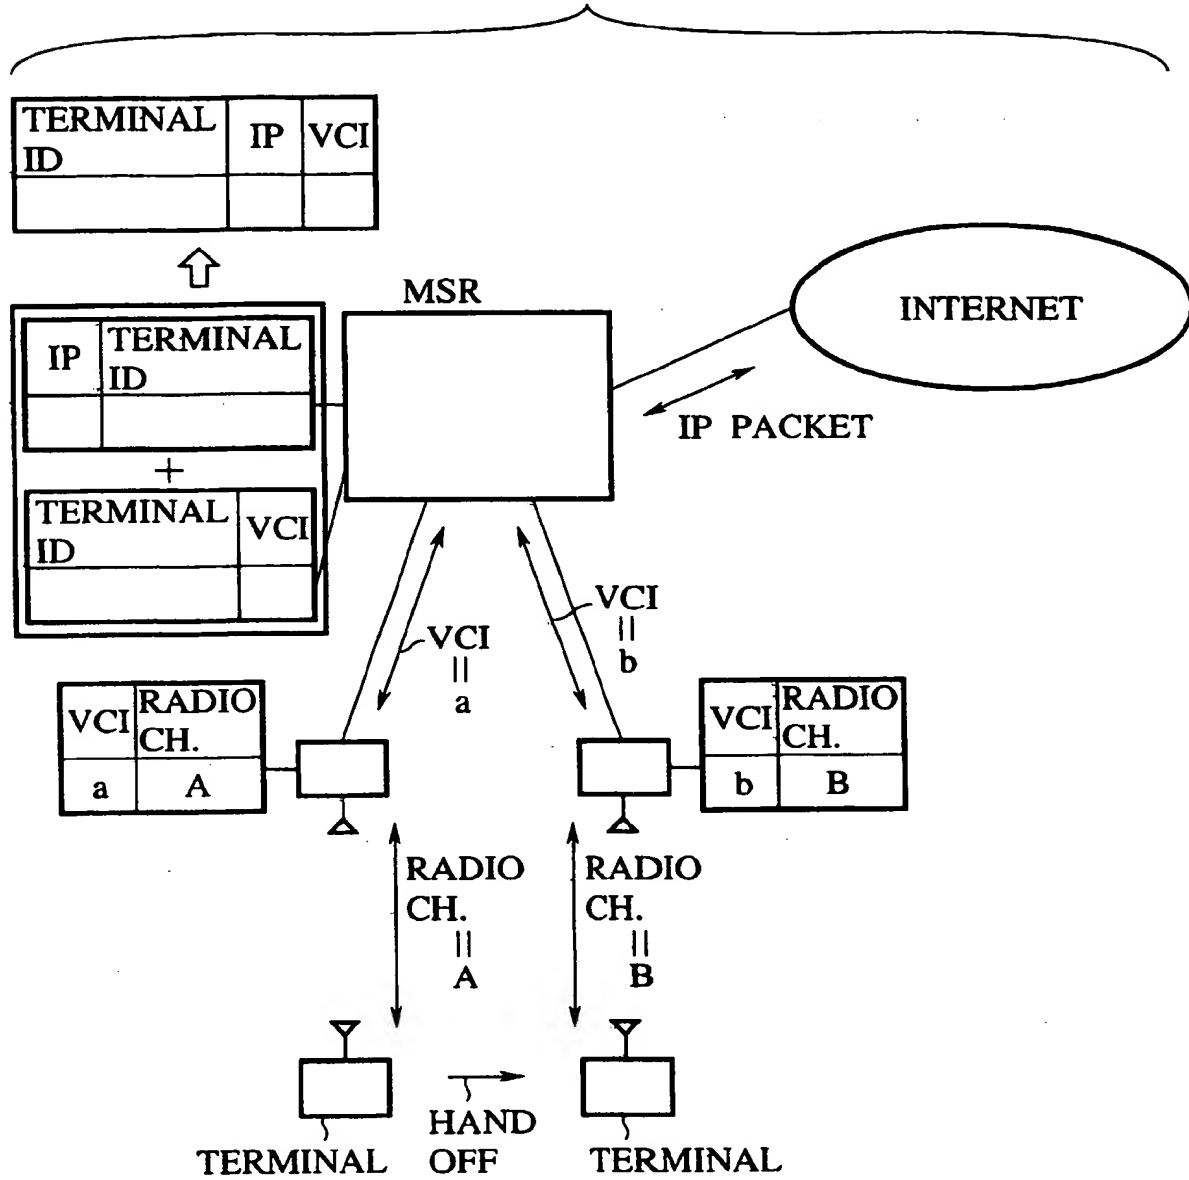 TERMINAL ID IP VCI
MSR
INTERNET
IP TERMINAL ID
IP PACKET
+
TERMINAL ID VCI
VCI = a
VCI = b
VCI RADIO CH.
a A
VCI RADIO CH.
b B
RADIO CH. = A
RADIO CH. = B
HAND OFF
TERMINAL
TERMINAL